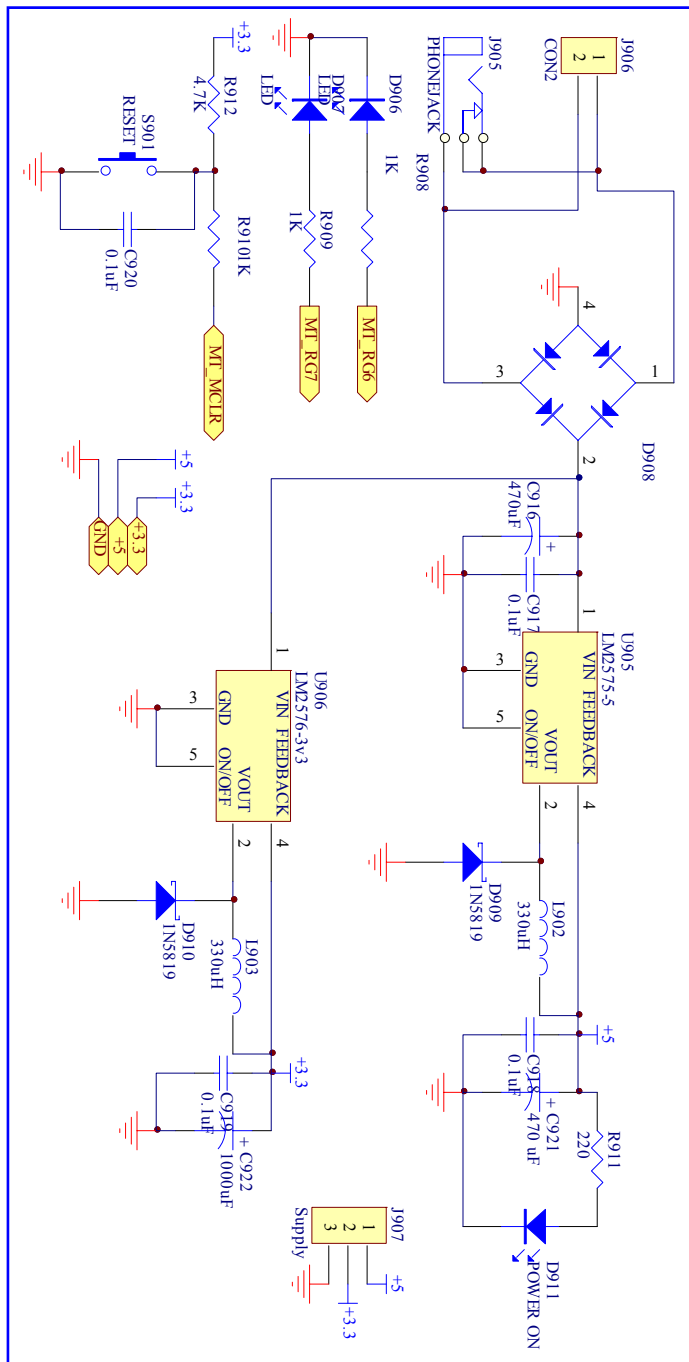 J906
1
2
CON2
J905
PHONEJACK
R908
1
4
3
2
D908
C916
470uF
+
C917
0.1uF
U905
LM2575-5
1
VIN FEEDBACK
3
GND
VOUT
5
ON/OFF
4
2
D909
1N5819
L902
330uH
+5
C918
0.1uF
+
C921
470 uF
R911
220
D911
POWER ON
D906
LED
1K
MT_RG6
D907
LED
R909
1K
MT_RG7
+3.3
R912
4.7K
S901
RESET
C920
0.1uF
R910
1K
MT_MCLR
+5
+3.3
+3.3
+5
GND
U906
LM2576-3v3
1
VIN FEEDBACK
3
GND
VOUT
5
ON/OFF
4
2
D910
1N5819
L903
330uH
+3.3
C919
0.1uF
+
C922
1000uF
J907
1
2
3
Supply
+5
+3.3